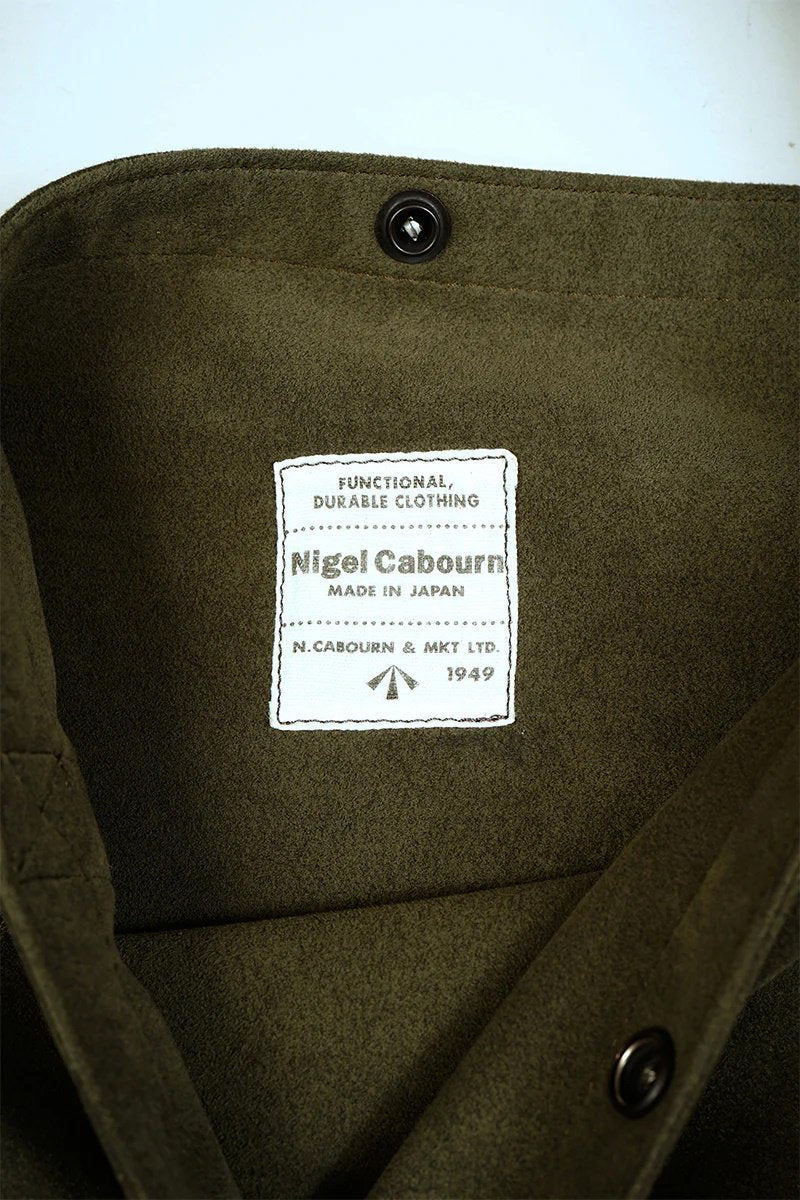 FUNCTIONAL,
DURABLE CLOTHING
Nigel Cabourn
MADE IN JAPAN
N.CABOURN & MKT LTD.
1949